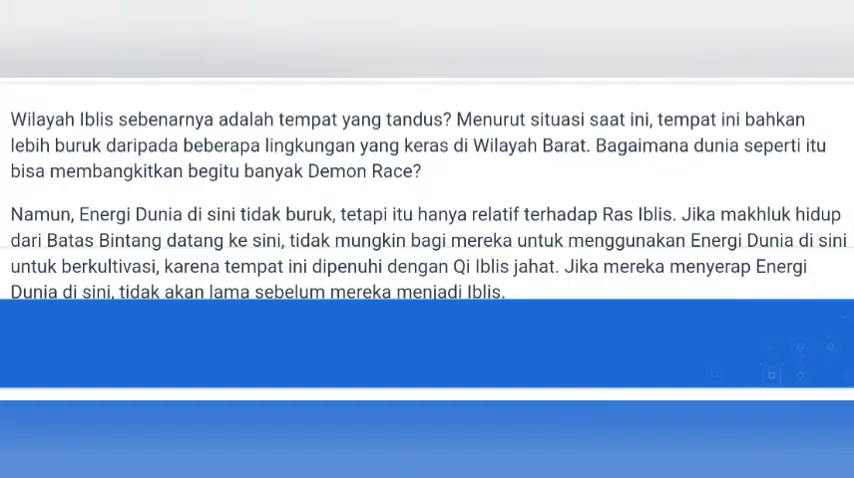 Wilayah Iblis sebenarnya adalah tempat yang tandus? Menurut situasi saat ini, tempat ini bahkan
lebih buruk daripada beberapa lingkungan yang keras di Wilayah Barat. Bagaimana dunia seperti itu
bisa membangkitkan begitu banyak Demon Race?
Namun, Energi Dunia di sini tidak buruk, tetapi itu hanya relatif terhadap Ras Iblis. Jika makhluk hidup
dari Batas Bintang datang ke sini, tidak mungkin bagi mereka untuk menggunakan Energi Dunia di sini
untuk berkultivasi, karena tempat ini dipenuhi dengan Qi Iblis jahat. Jika mereka menyerap Energi
Dunia di sini, tidak akan lama sebelum mereka menjadi Iblis.